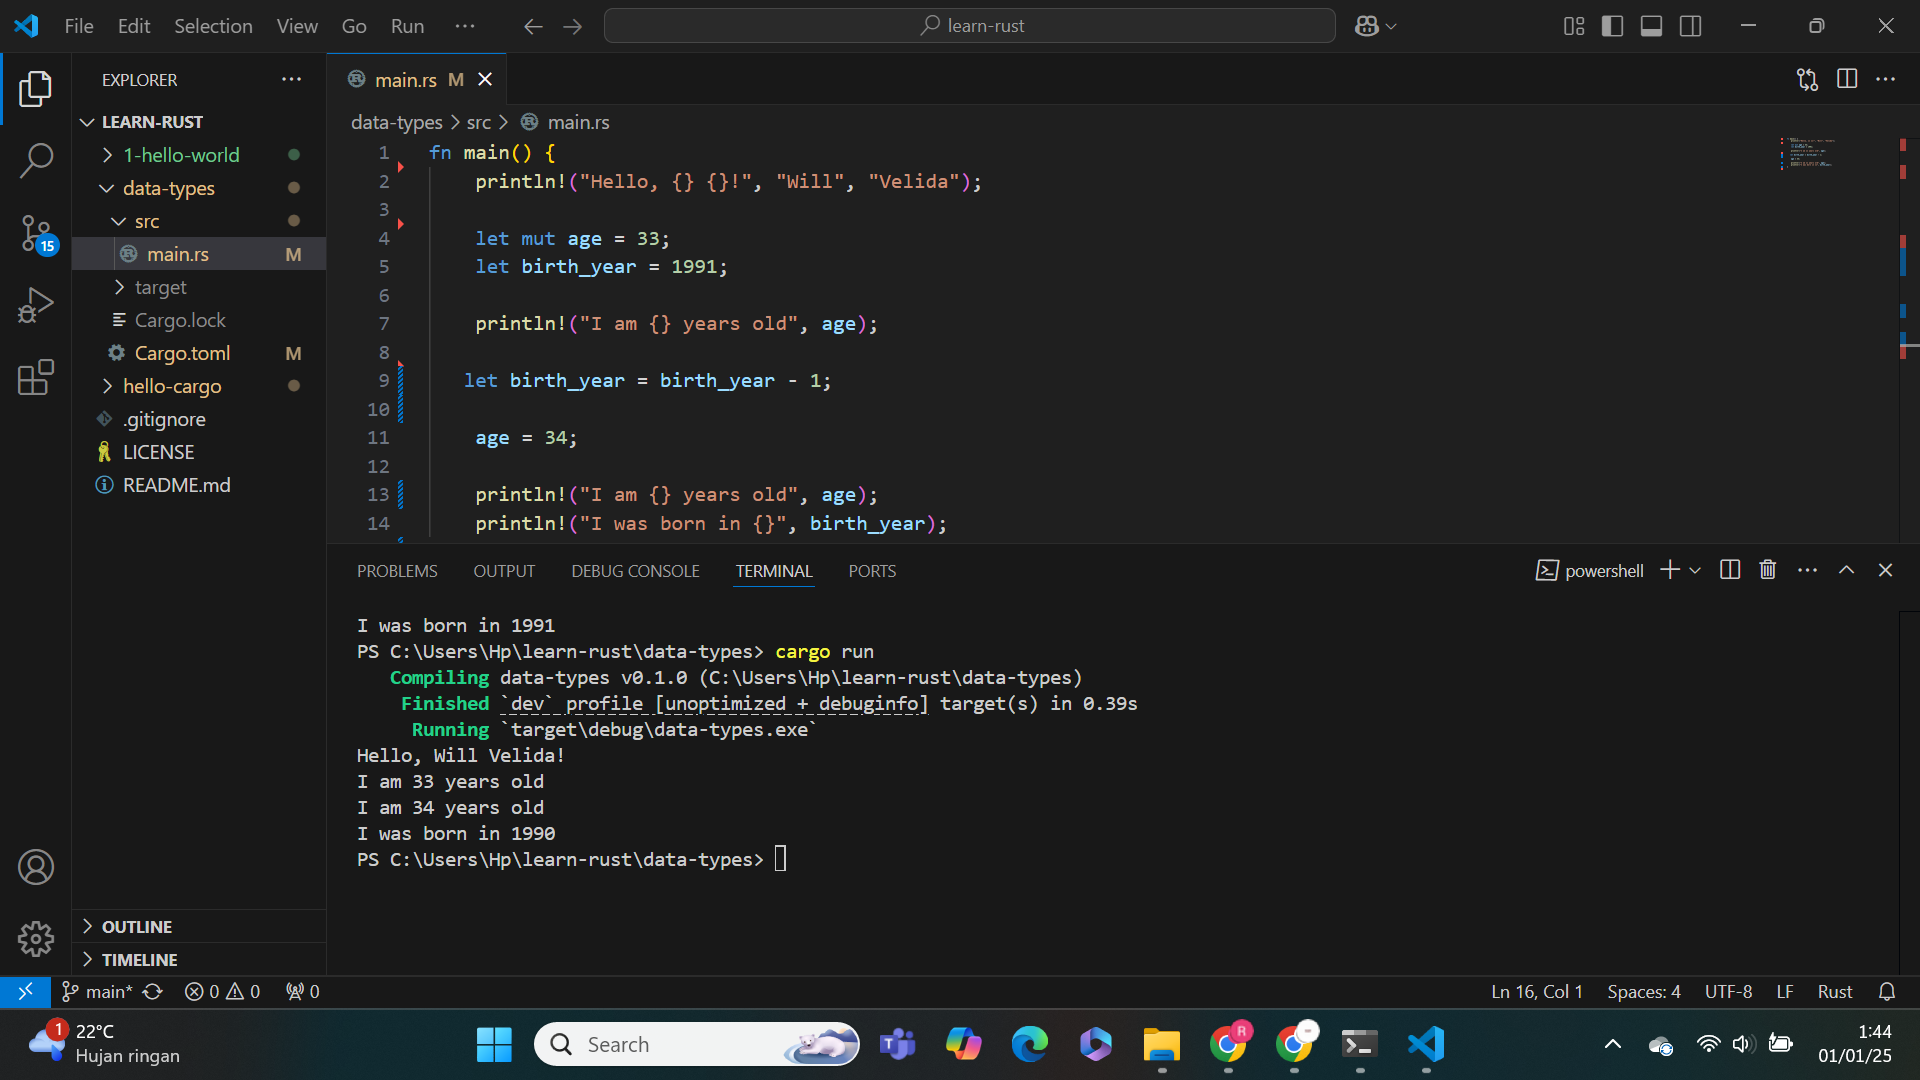 File Edit Selection View Go Run ···
learn-rust
EXPLORER
LEARN-RUST
1-hello-world
data-types
src
main.rs M
target
Cargo.lock
Cargo.toml M
hello-cargo
.gitignore
LICENSE
README.md
OUTLINE
TIMELINE
15
main.rs M
data-types > src > main.rs
1 fn main() {
2 println!("Hello, {} {}!", "Will", "Velida");
3
4 let mut age = 33;
5 let birth_year = 1991;
6
7 println!("I am {} years old", age);
8
9 let birth_year = birth_year - 1;
10
11 age = 34;
12
13 println!("I am {} years old", age);
14 println!("I was born in {}", birth_year);
PROBLEMS OUTPUT DEBUG CONSOLE TERMINAL PORTS
powershell
I was born in 1991
PS C:\Users\Hp\learn-rust\data-types> cargo run
Compiling data-types v0.1.0 (C:\Users\Hp\learn-rust\data-types)
Finished `dev` profile [unoptimized + debuginfo] target(s) in 0.39s
Running `target\debug\data-types.exe`
Hello, Will Velida!
I am 33 years old
I am 34 years old
I was born in 1990
PS C:\Users\Hp\learn-rust\data-types>
main* 0 0 0
Ln 16, Col 1 Spaces: 4 UTF-8 LF Rust
1
22°C
Hujan ringan
Search
R
1:44
01/01/25